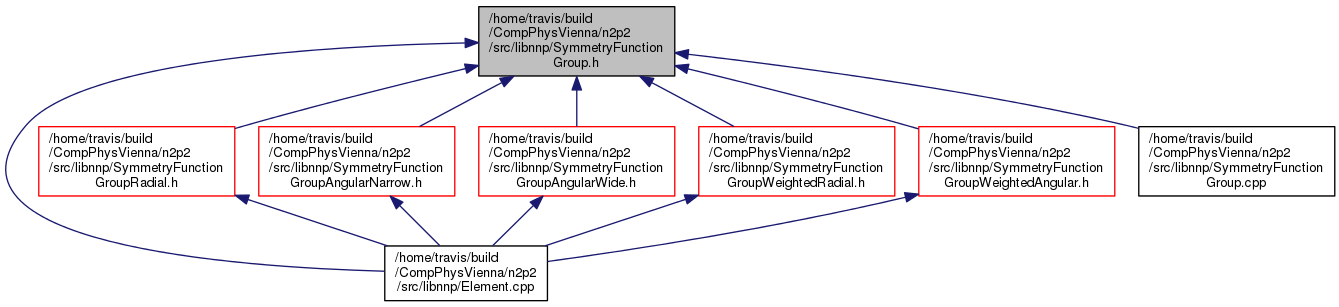 /home/travis/build
/CompPhysVienna/n2p2
/src/libnnp/SymmetryFunction
Group.h
/home/travis/build
/CompPhysVienna/n2p2
/src/libnnp/SymmetryFunction
GroupRadial.h
/home/travis/build
/CompPhysVienna/n2p2
/src/libnnp/SymmetryFunction
GroupAngularNarrow.h
/home/travis/build
/CompPhysVienna/n2p2
/src/libnnp/SymmetryFunction
GroupAngularWide.h
/home/travis/build
/CompPhysVienna/n2p2
/src/libnnp/SymmetryFunction
GroupWeightedRadial.h
/home/travis/build
/CompPhysVienna/n2p2
/src/libnnp/SymmetryFunction
GroupWeightedAngular.h
/home/travis/build
/CompPhysVienna/n2p2
/src/libnnp/SymmetryFunction
Group.cpp
/home/travis/build
/CompPhysVienna/n2p2
/src/libnnp/Element.cpp